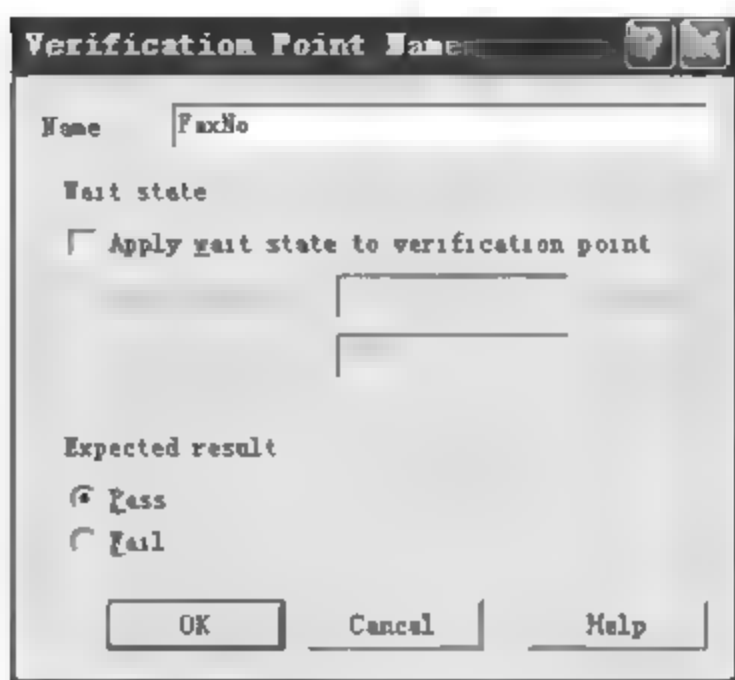 Verification Point Name
Name FaxNo
Wait state
Apply wait state to verification point
Expected result
Pass
Fail
OK Cancel Help